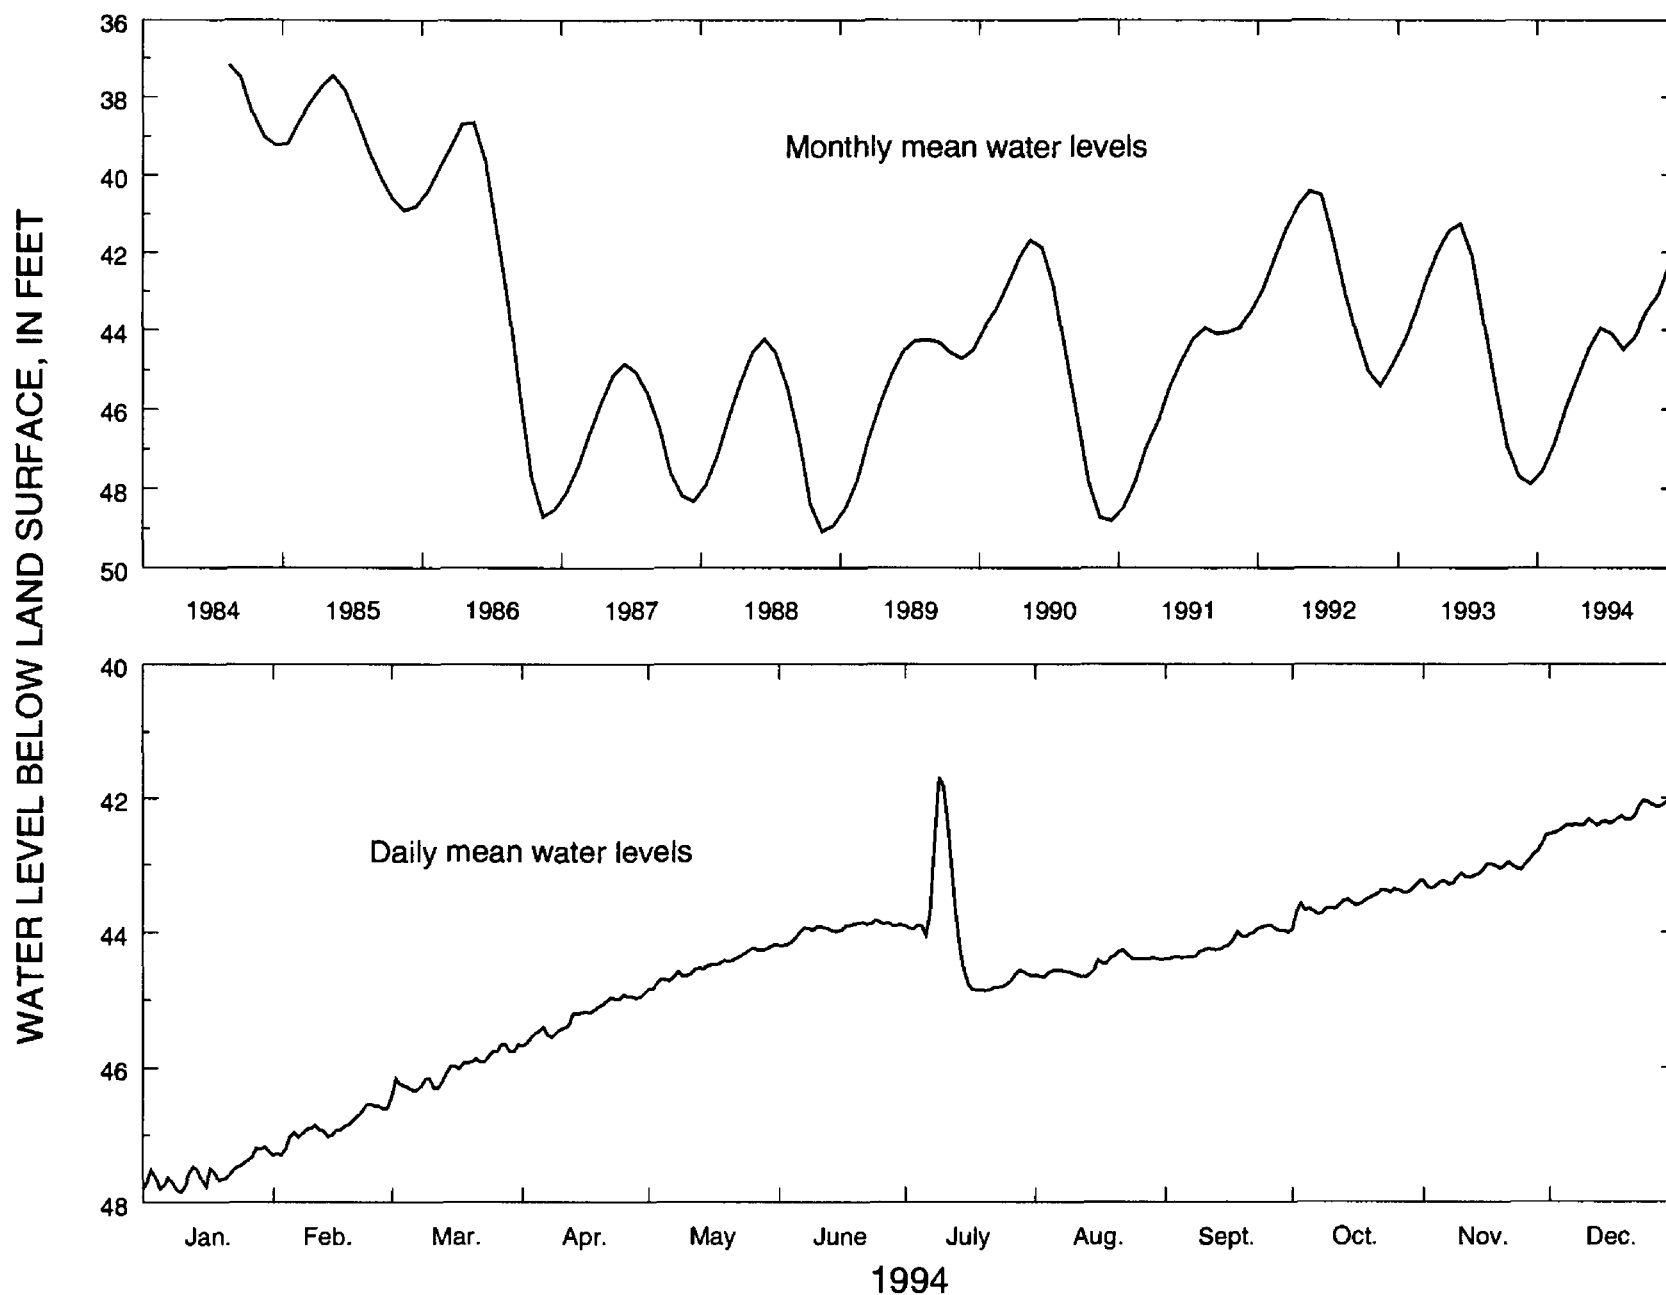 WATER LEVEL BELOW LAND SURFACE, IN FEET
36
38
40
42
44
46
48
50
Monthly mean water levels
1984 1985 1986 1987 1988 1989 1990 1991 1992 1993 1994
40
42
44
46
48
Daily mean water levels
Jan. Feb. Mar. Apr. May June July Aug. Sept. Oct. Nov. Dec.
1994